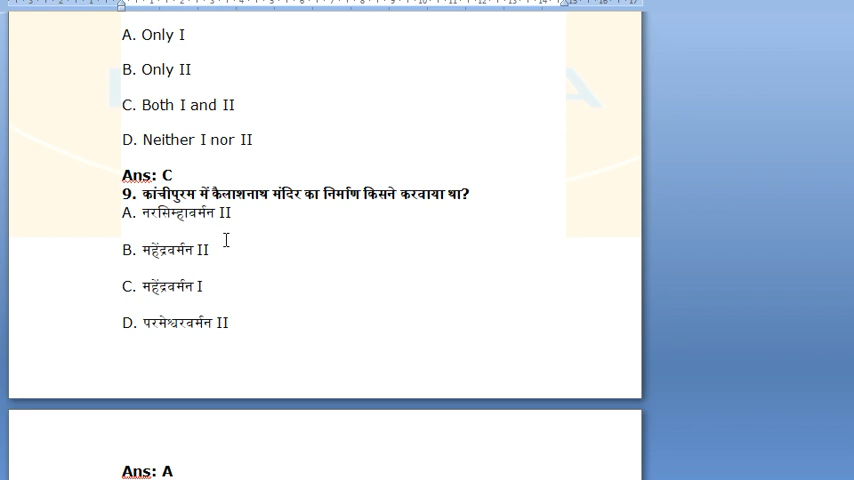 A. Only I
B. Only II
C. Both I and II
D. Neither I nor II
Ans: C
9. कांचीपुरम में कैलाशनाथ मंदिर का निर्माण किसने करवाया था?
A. नरसिम्हावर्मन II
B. महेंद्रवर्मन II
C. महेंद्रवर्मन I
D. परमेश्वरवर्मन II
Ans: A